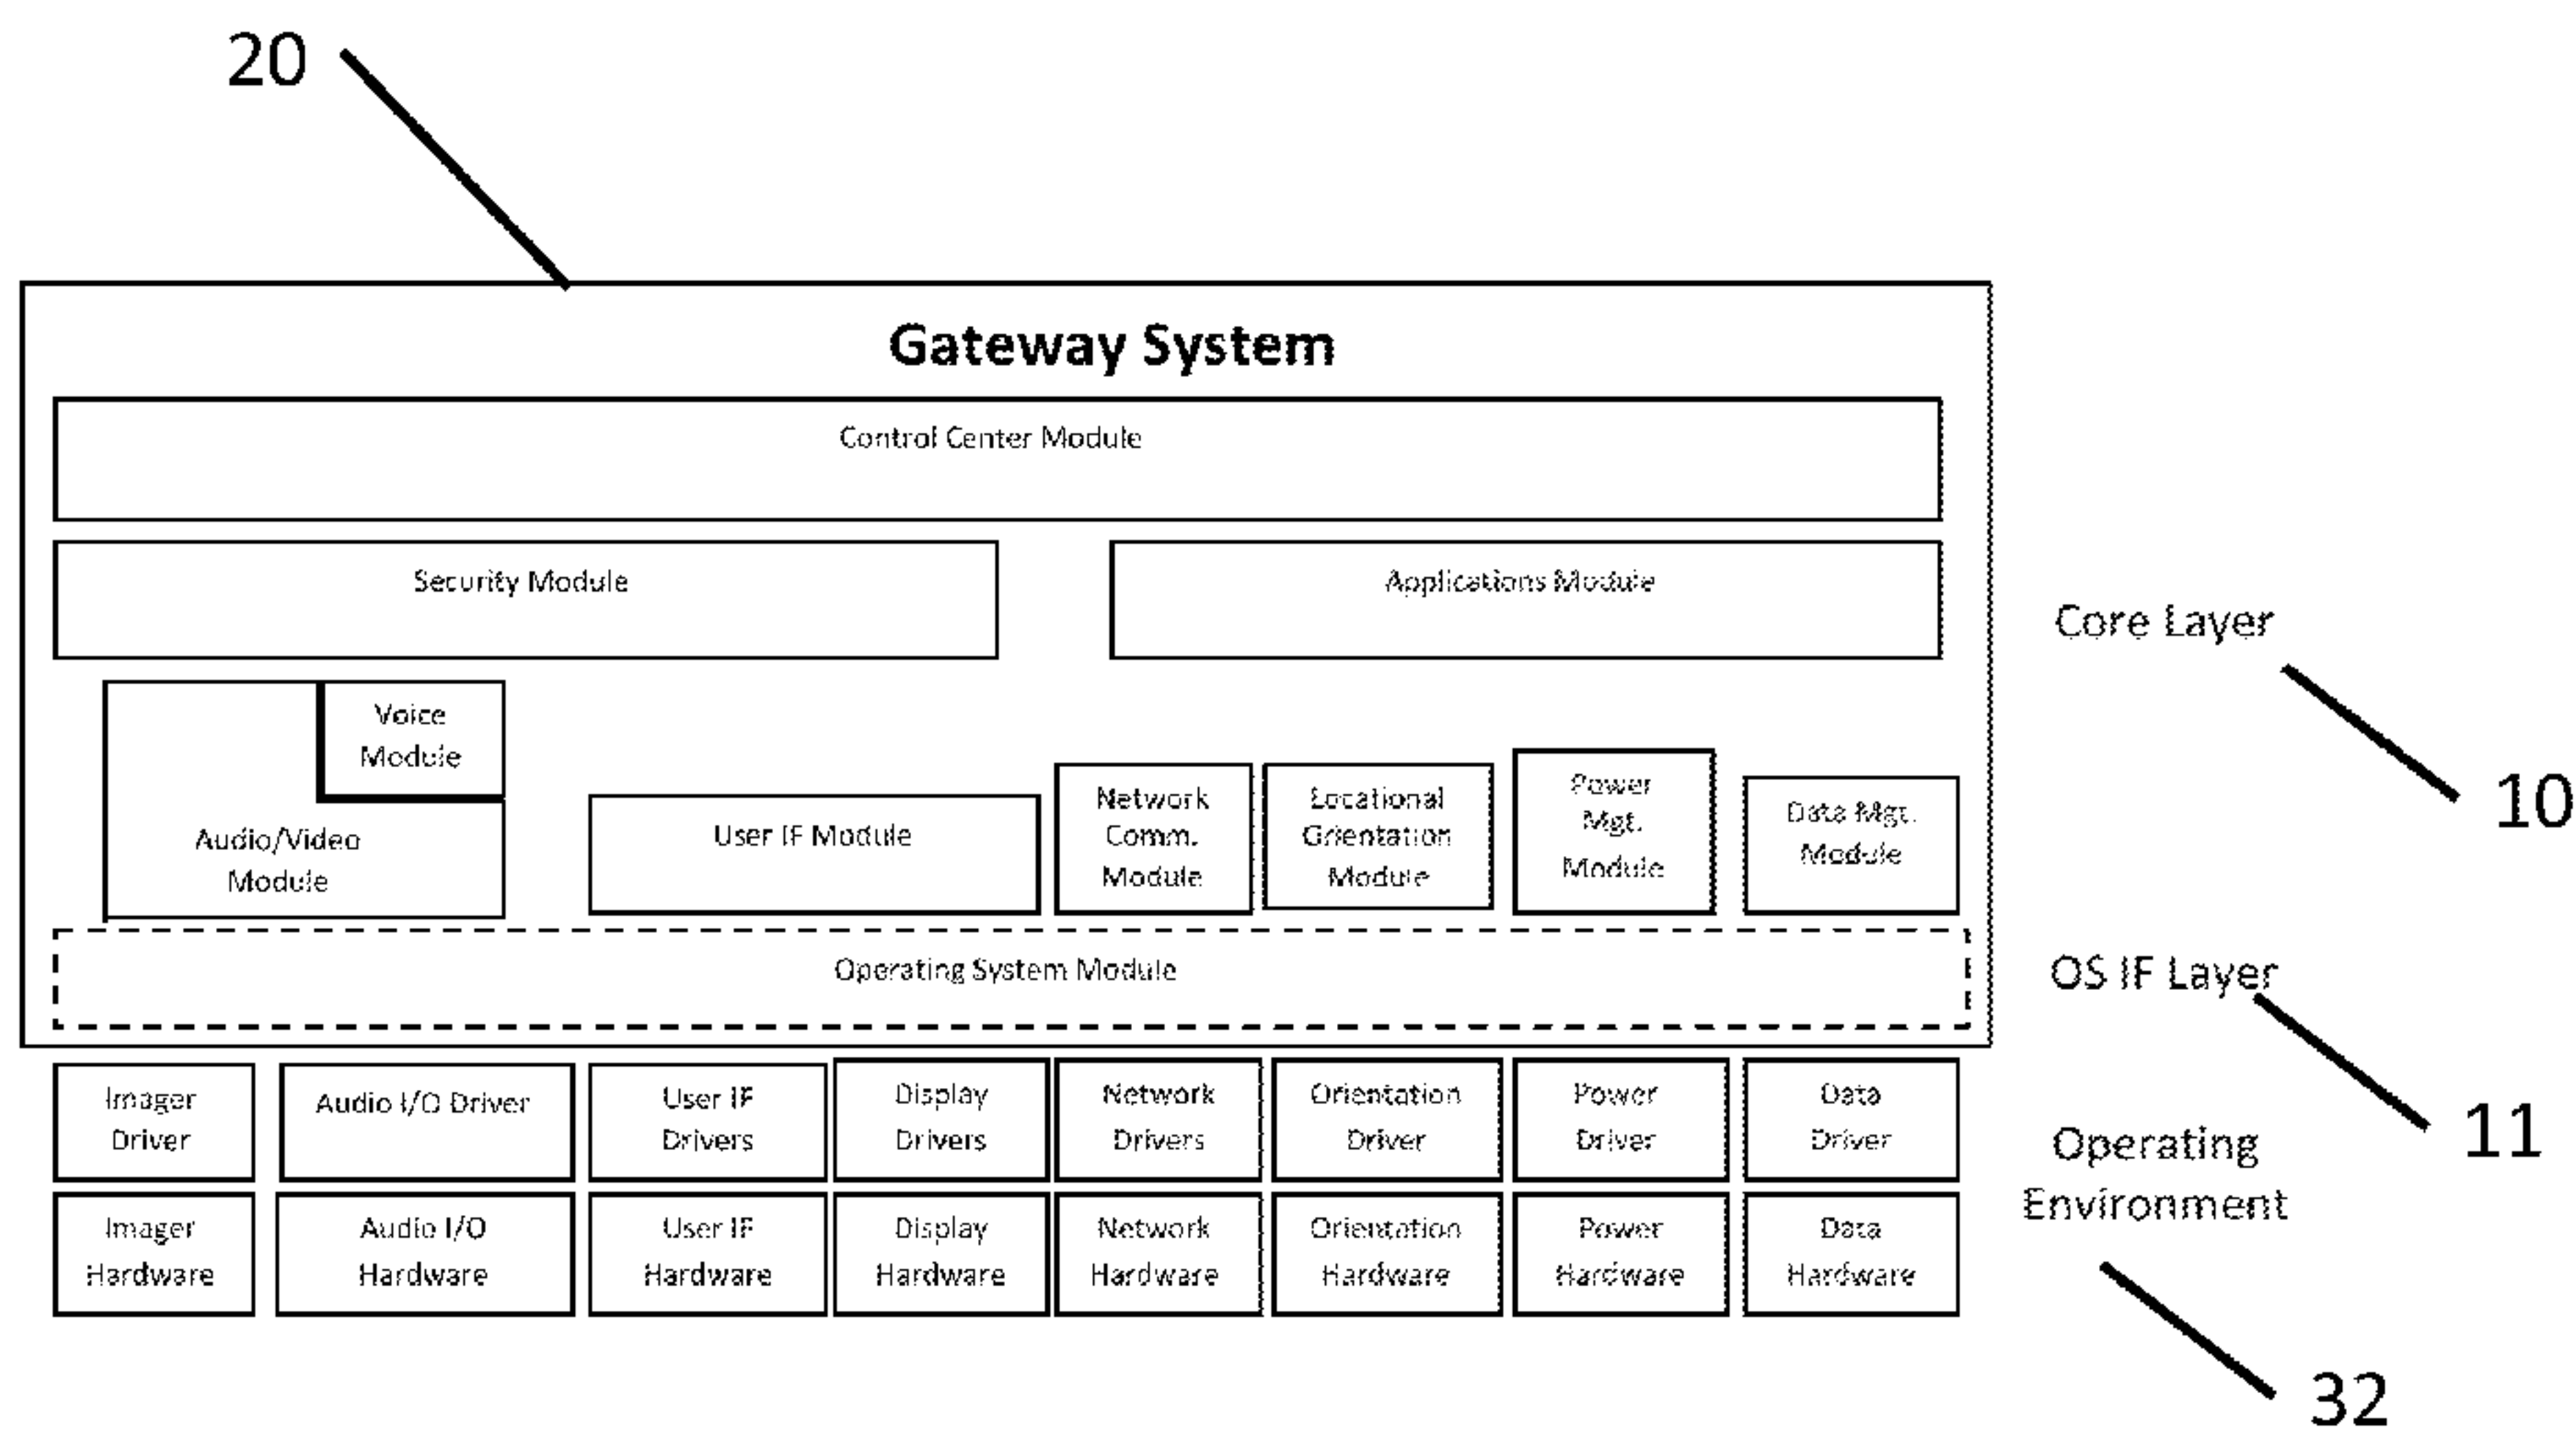 20
Gateway System
Control Center Module
Security Module
Applications Module
Core Layer
10
Voice
Module
Audio/Video
Module
User IF Module
Network
Comm.
Module
Locational
Orientation
Module
Power
Mgt.
Module
Data Mgt.
Module
Operating System Module
OS IF Layer
11
Imager
Driver
Audio I/O Driver
User IF
Drivers
Display
Drivers
Network
Drivers
Orientation
Driver
Power
Driver
Data
Driver
Operating
Environment
32
Imager
Hardware
Audio I/O
Hardware
User IF
Hardware
Display
Hardware
Network
Hardware
Orientation
Hardware
Power
Hardware
Data
Hardware